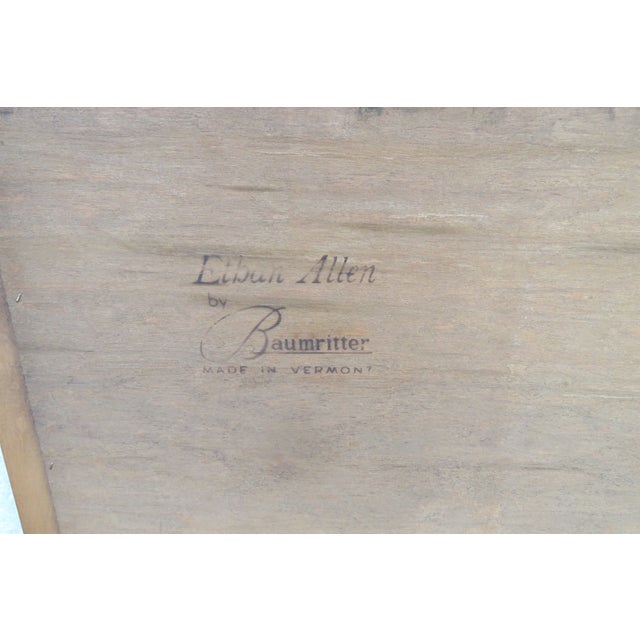 Ethan Allen
by
Baumritter
MADE IN VERMONT